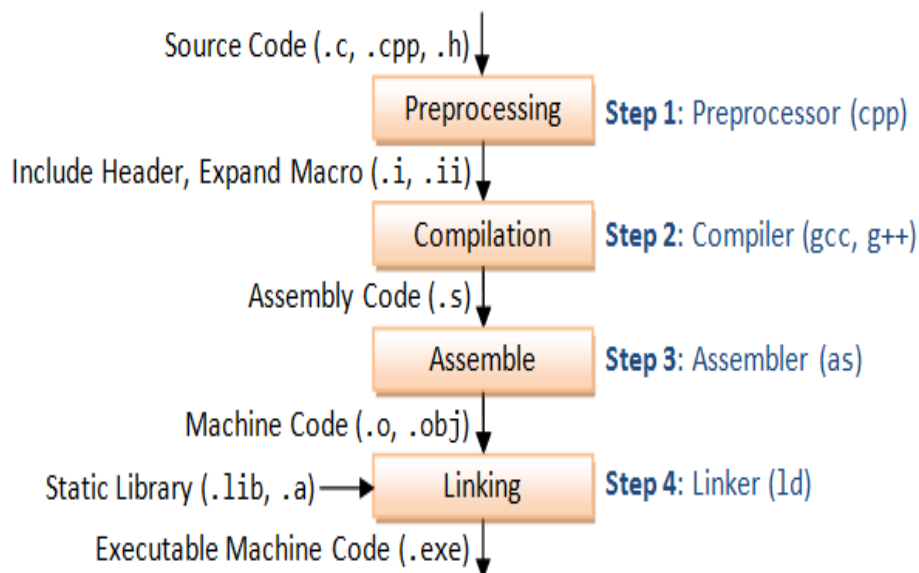 Source Code (.c, .cpp, .h)
Preprocessing
Step 1: Preprocessor (cpp)
Include Header, Expand Macro (.i, .ii)
Compilation
Step 2: Compiler (gcc, g++)
Assembly Code (.s)
Assemble
Step 3: Assembler (as)
Machine Code (.o, .obj)
Static Library (.lib, .a)
Linking
Step 4: Linker (ld)
Executable Machine Code (.exe)